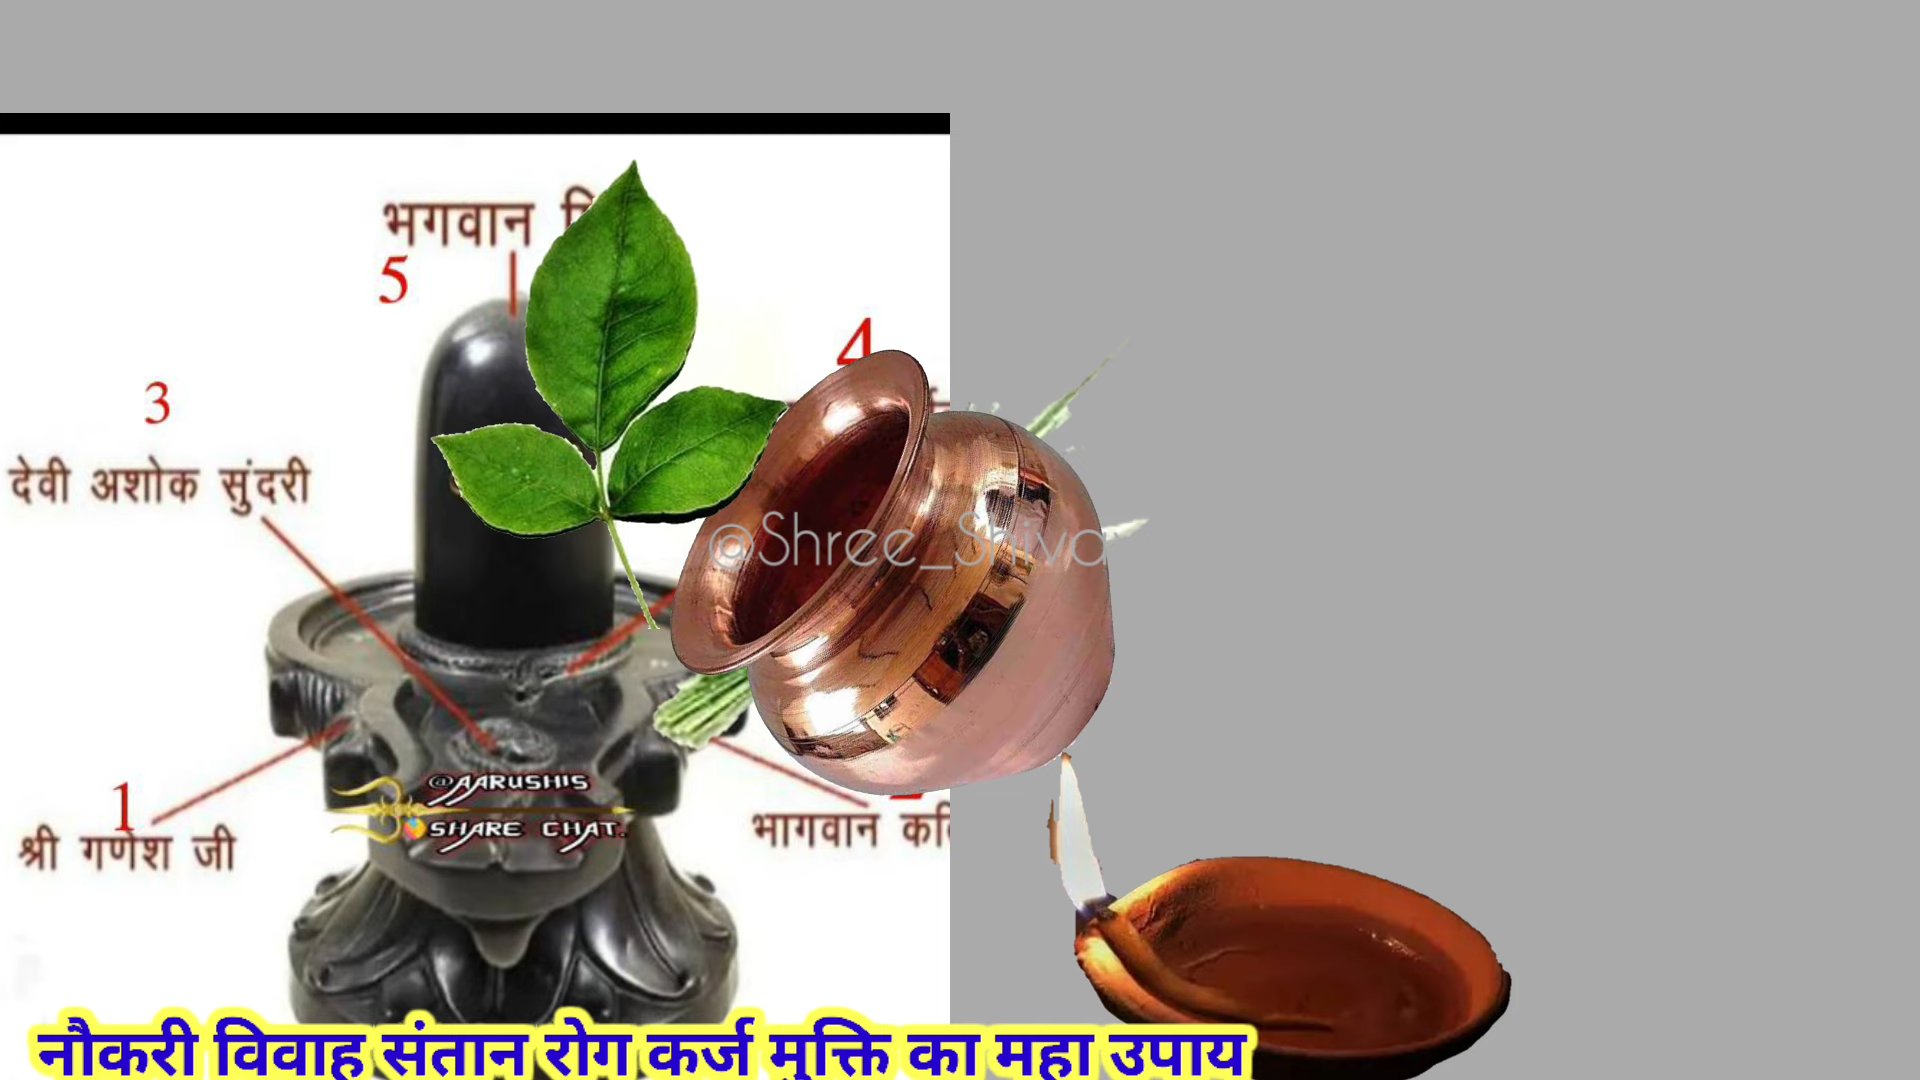 भगवान
5
4
3
देवी अशोक सुंदरी
@Shree_Shiva
@AARUSHIS
SHARE CHAT.
1
श्री गणेश जी
भागवान
नौकरी विवाह संतान रोग कर्ज मुक्ति का महा उपाय